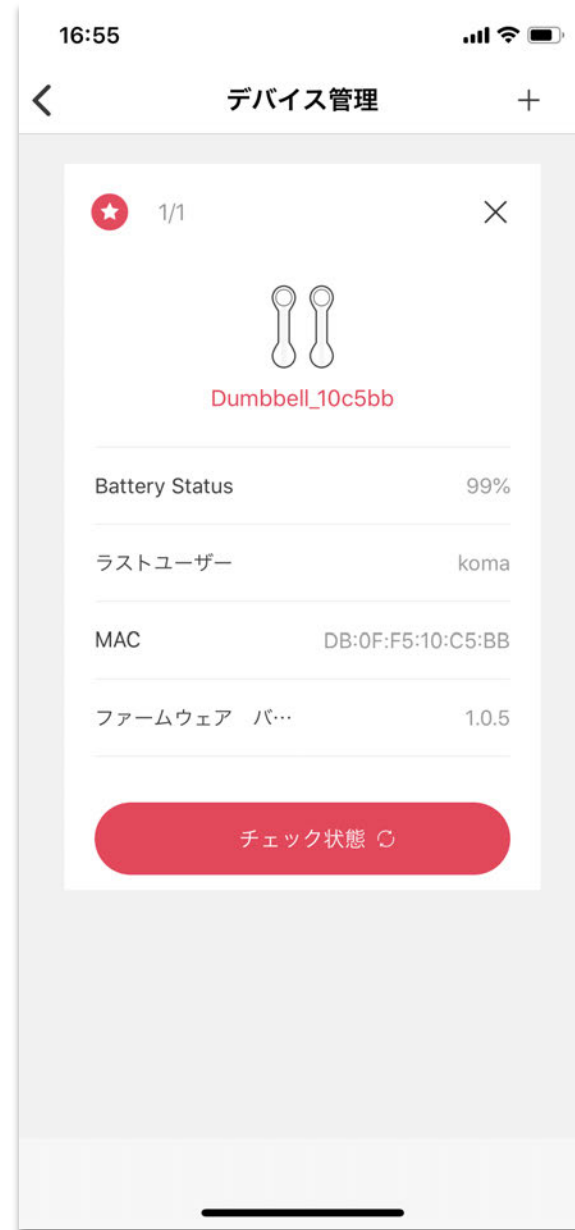 16:55
デバイス管理
1/1
Dumbbell_10c5bb
Battery Status 99%
ラストユーザー koma
MAC DB:0F:F5:10:C5:BB
ファームウェア　バ… 1.0.5
チェック状態